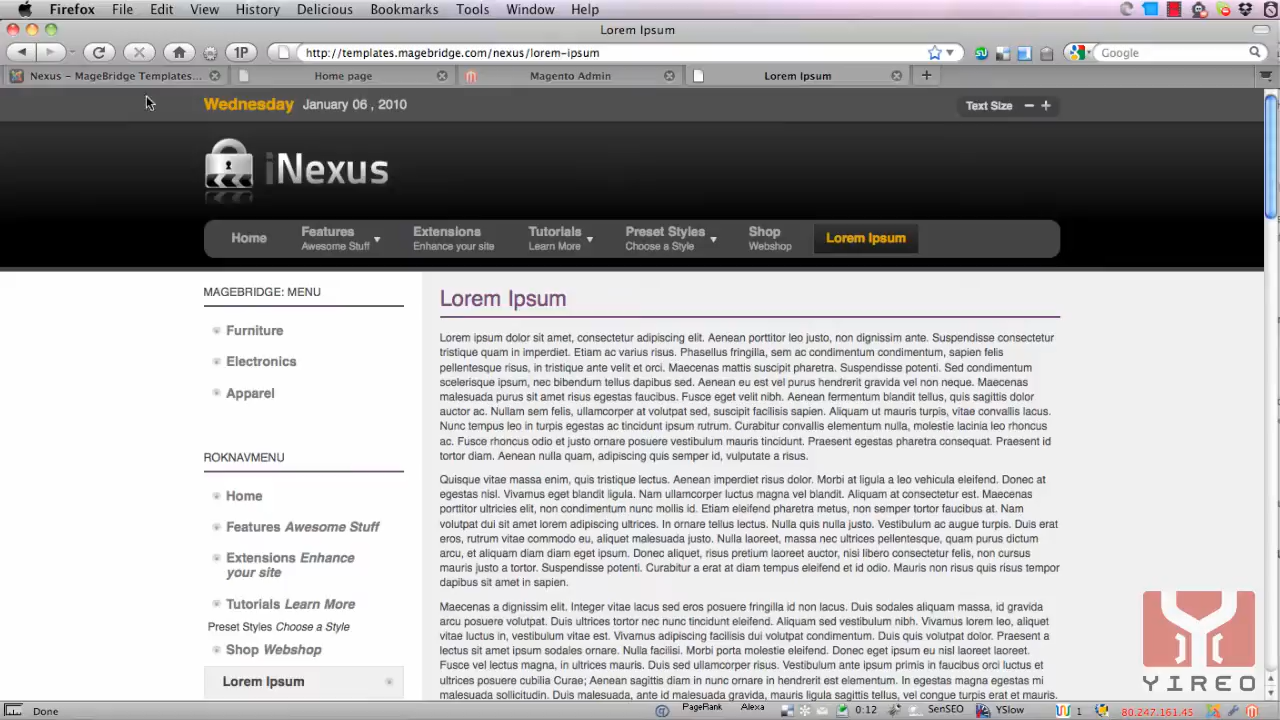 Firefox File Edit View History Delicious Bookmarks Tools Window Help
Lorem Ipsum
1P http://templates.magebridge.com/nexus/lorem-ipsum Google
Nexus – MageBridge Templates... Home page Magento Admin Lorem Ipsum
Wednesday January 06 , 2010 Text Size − +
iNexus
Home Features Extensions Tutorials Preset Styles Shop Lorem Ipsum
Awesome Stuff Enhance your site Learn More Choose a Style Webshop
MAGEBRIDGE: MENU
Furniture
Electronics
Apparel
ROKNAVMENU
Home
Features Awesome Stuff
Extensions Enhance
your site
Tutorials Learn More
Preset Styles Choose a Style
Shop Webshop
Lorem Ipsum
Lorem Ipsum
Lorem ipsum dolor sit amet, consectetur adipiscing elit. Aenean porttitor leo justo, non dignissim ante. Suspendisse consectetur
tristique quam in imperdiet. Etiam ac varius risus. Phasellus fringilla, sem ac condimentum condimentum, sapien felis
pellentesque risus, in tristique ante velit et orci. Maecenas mattis suscipit pharetra. Suspendisse potenti. Sed condimentum
scelerisque ipsum, nec bibendum tellus dapibus sed. Aenean eu est vel purus hendrerit gravida vel non neque. Maecenas
malesuada purus sit amet risus egestas faucibus. Fusce eget velit nibh. Aenean fermentum blandit tellus, quis sagittis dolor
auctor ac. Nullam sem felis, ullamcorper at volutpat sed, suscipit facilisis sapien. Aliquam ut mauris turpis, vitae convallis lacus.
Nunc tempus leo in turpis egestas ac tincidunt ipsum rutrum. Curabitur convallis elementum nulla, molestie lacinia leo rhoncus
ac. Fusce rhoncus odio et justo ornare posuere vestibulum mauris tincidunt. Praesent egestas pharetra consequat. Praesent id
tortor diam. Aenean nulla quam, adipiscing quis semper id, vulputate a risus.
Quisque vitae massa enim, quis tristique lectus. Aenean imperdiet risus dolor. Morbi at ligula a leo vehicula eleifend. Donec at
egestas nisl. Vivamus eget blandit ligula. Nam ullamcorper luctus magna vel blandit. Aliquam at consectetur est. Maecenas
porttitor ultricies elit, non condimentum nunc mollis id. Etiam eleifend pharetra metus, non semper tortor faucibus at. Nam
volutpat dui sit amet lorem adipiscing ultrices. In ornare tellus lectus. Nulla quis nulla justo. Vestibulum ac augue turpis. Duis erat
eros, rutrum vitae commodo eu, aliquet malesuada justo. Nulla laoreet, massa nec ultrices pellentesque, quam purus dictum
arcu, et aliquam diam diam eget ipsum. Donec aliquet, risus pretium laoreet auctor, nisi libero consectetur felis, non cursus
mauris justo a tortor. Suspendisse potenti. Curabitur a erat at diam tempus eleifend et id odio. Mauris non risus quis risus tempor
dapibus sit amet in sapien.
Maecenas a dignissim elit. Integer vitae lacus sed eros posuere fringilla id non lacus. Duis sodales aliquam massa, id gravida
arcu posuere volutpat. Duis ultrices tortor nec nunc tincidunt eleifend. Aliquam sed vestibulum lorem. Vivamus leo lectus, a
vitae luctus in, vestibulum vitae est. Vivamus adipiscing facilisis dui volutpat condimentum. Duis quis volutpat dolor. Maecenas
lectus sit amet ipsum sodales ornare. Donec eget ipsum eu nisl laoreet laoreet.
Fusce vel lectus magna, in ultrices mauris. Duis sed ullamcorper risus. Vestibulum ante ipsum primis in faucibus orci luctus et
ultrices posuere cubilia Curae; Aenean sagittis diam in nunc ornare in hendrerit est elementum.
malesuada sollicitudin. Duis malesuada, ante id malesuada
YIREO
Done PageRank Alexa 0:12 SenSEO YSlow 1 80.247.161.45